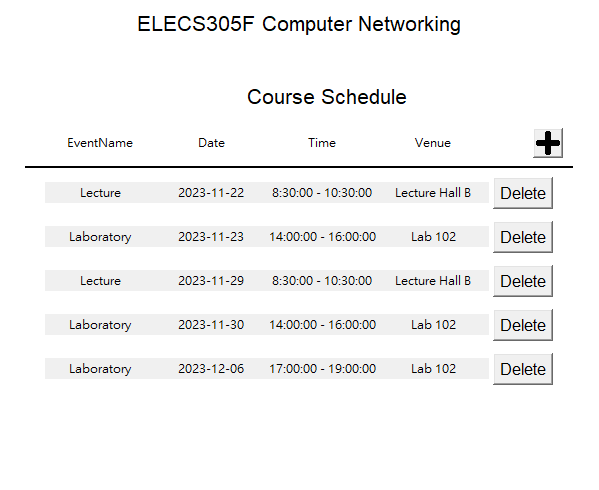 ELECS305F Computer Networking
Course Schedule
EventName Date Time Venue
Lecture 2023-11-22 8:30:00 - 10:30:00 Lecture Hall B Delete
Laboratory 2023-11-23 14:00:00 - 16:00:00 Lab 102 Delete
Lecture 2023-11-29 8:30:00 - 10:30:00 Lecture Hall B Delete
Laboratory 2023-11-30 14:00:00 - 16:00:00 Lab 102 Delete
Laboratory 2023-12-06 17:00:00 - 19:00:00 Lab 102 Delete